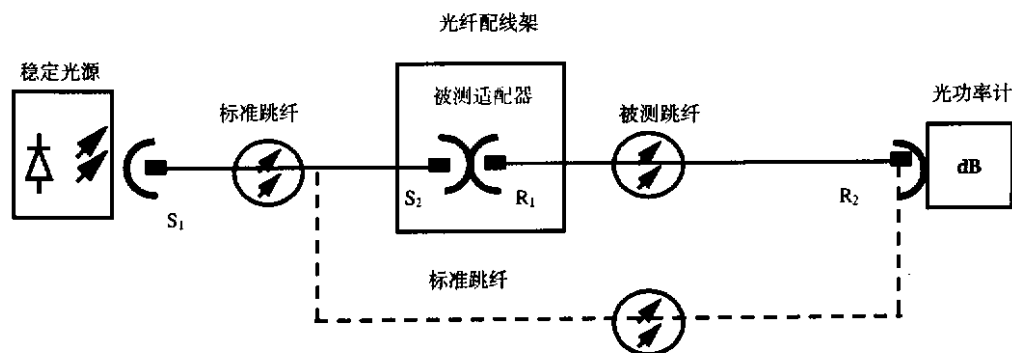 光纤配线架
稳定光源
标准跳纤
被测适配器
被测跳纤
光功率计
dB
S₁
S₂
R₁
R₂
标准跳纤